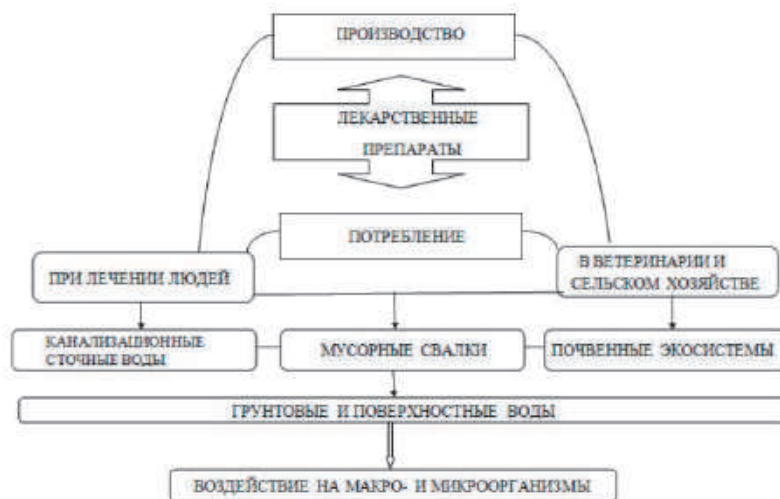 ПРОИЗВОДСТВО
ЛЕКАРСТВЕННЫЕ
ПРЕПАРАТЫ
ПОТРЕБЛЕНИЕ
ПРИ ЛЕЧЕНИИ ЛЮДЕЙ
В ВЕТЕРИНАРИИ И
СЕЛЬСКОМ ХОЗЯЙСТВЕ
КАНАЛИЗАЦИОННЫЕ
СТОЧНЫЕ ВОДЫ
МУСОРНЫЕ СВАЛКИ
ПОЧВЕННЫЕ ЭКОСИСТЕМЫ
ГРУНТОВЫЕ И ПОВЕРХНОСТНЫЕ ВОДЫ
ВОЗДЕЙСТВИЕ НА МАКРО- И МИКРООРГАНИЗМЫ